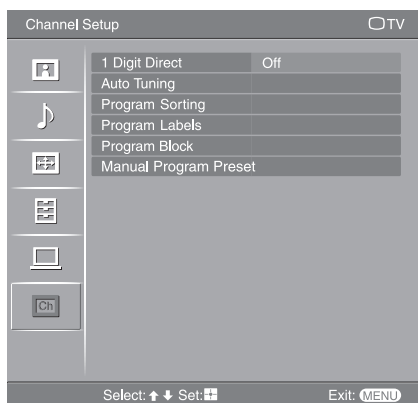 Channel Setup TV
1 Digit Direct Off
Auto Tuning
Program Sorting
Program Labels
Program Block
Manual Program Preset
Ch
Select: Set: Exit: MENU